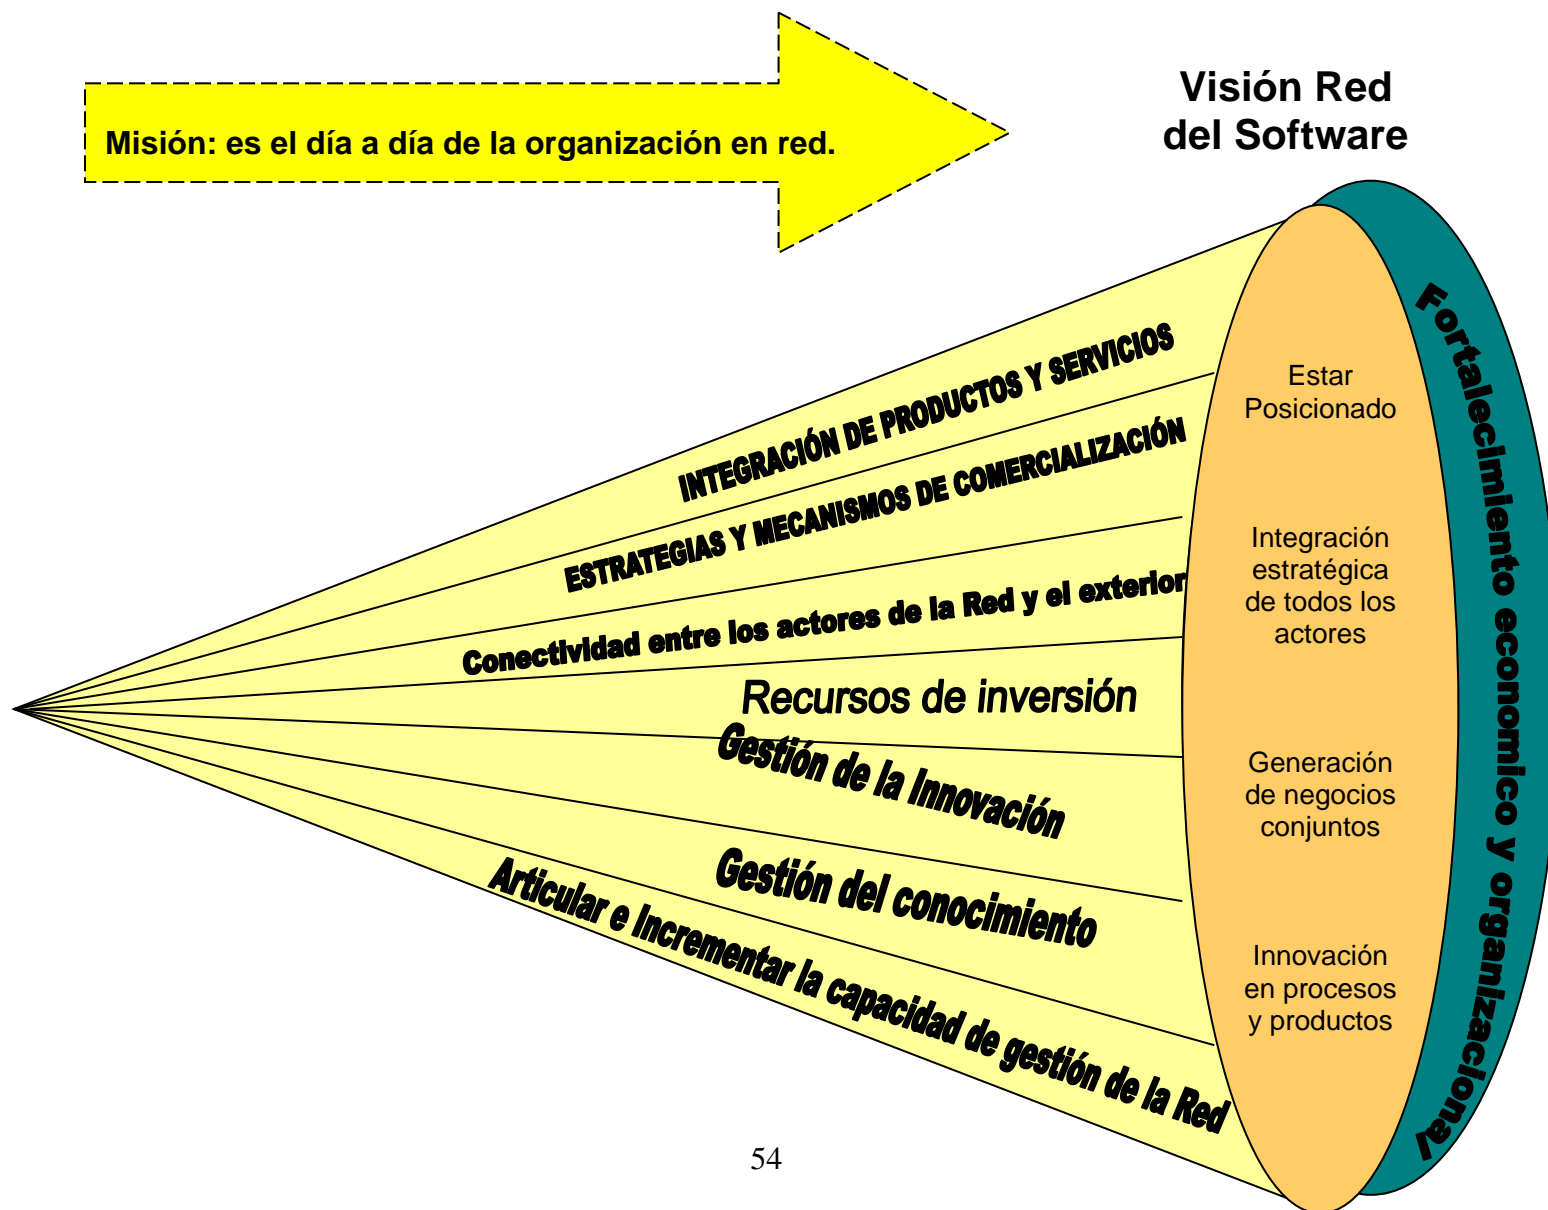 Misión: es el día a día de la organización en red.
Visión Red
del Software
INTEGRACIÓN DE PRODUCTOS Y SERVICIOS
ESTRATEGIAS Y MECANISMOS DE COMERCIALIZACIÓN
Conectividad entre los actores de la Red y el exterior
Recursos de inversión
Gestión de la Innovación
Gestión del conocimiento
Articular e Incrementar la capacidad de gestión de la Red
Estar
Posicionado
Integración
estratégica
de todos los
actores
Generación
de negocios
conjuntos
Innovación
en procesos
y productos
Fortalecimiento economico y organizacional
54